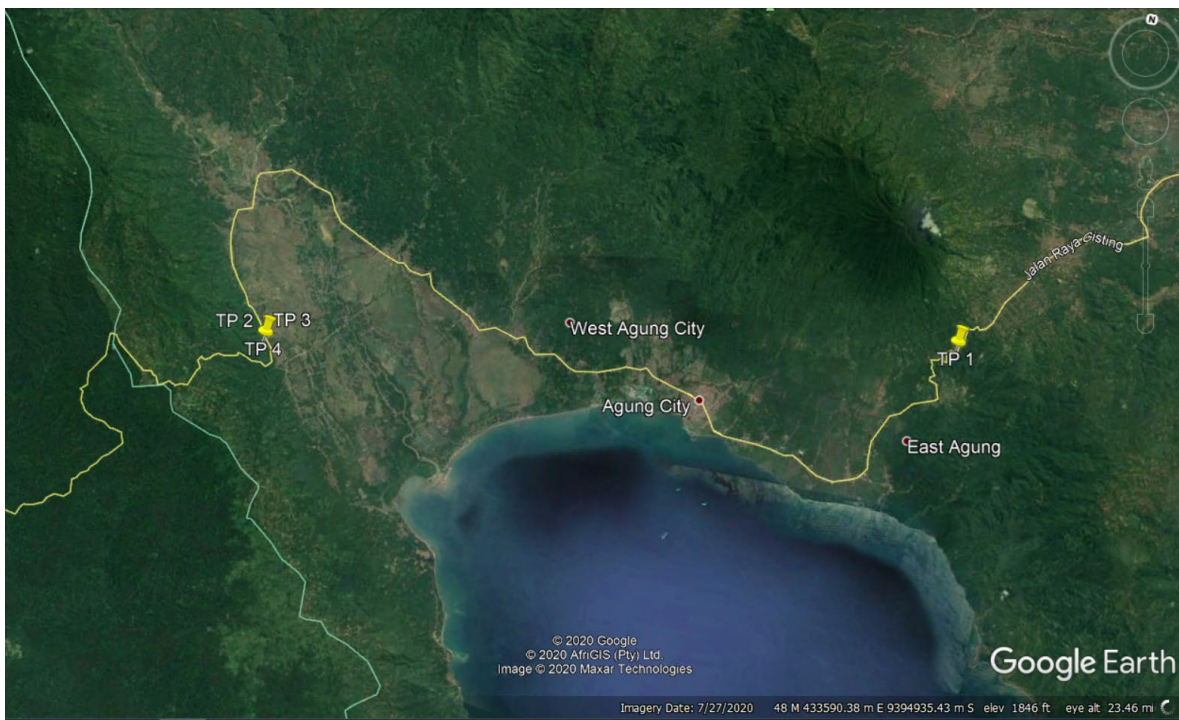 N
Jalan Raya Gisting
TP 2
TP 3
TP 4
West Agung City
TP 1
Agung City
East Agung
© 2020 Google
© 2020 AfriGIS (Pty) Ltd.
Image © 2020 Maxar Technologies
Google Earth
Imagery Date: 7/27/2020 48 M 433590.38 m E 9394935.43 m S elev 1846 ft eye alt 23.46 mi